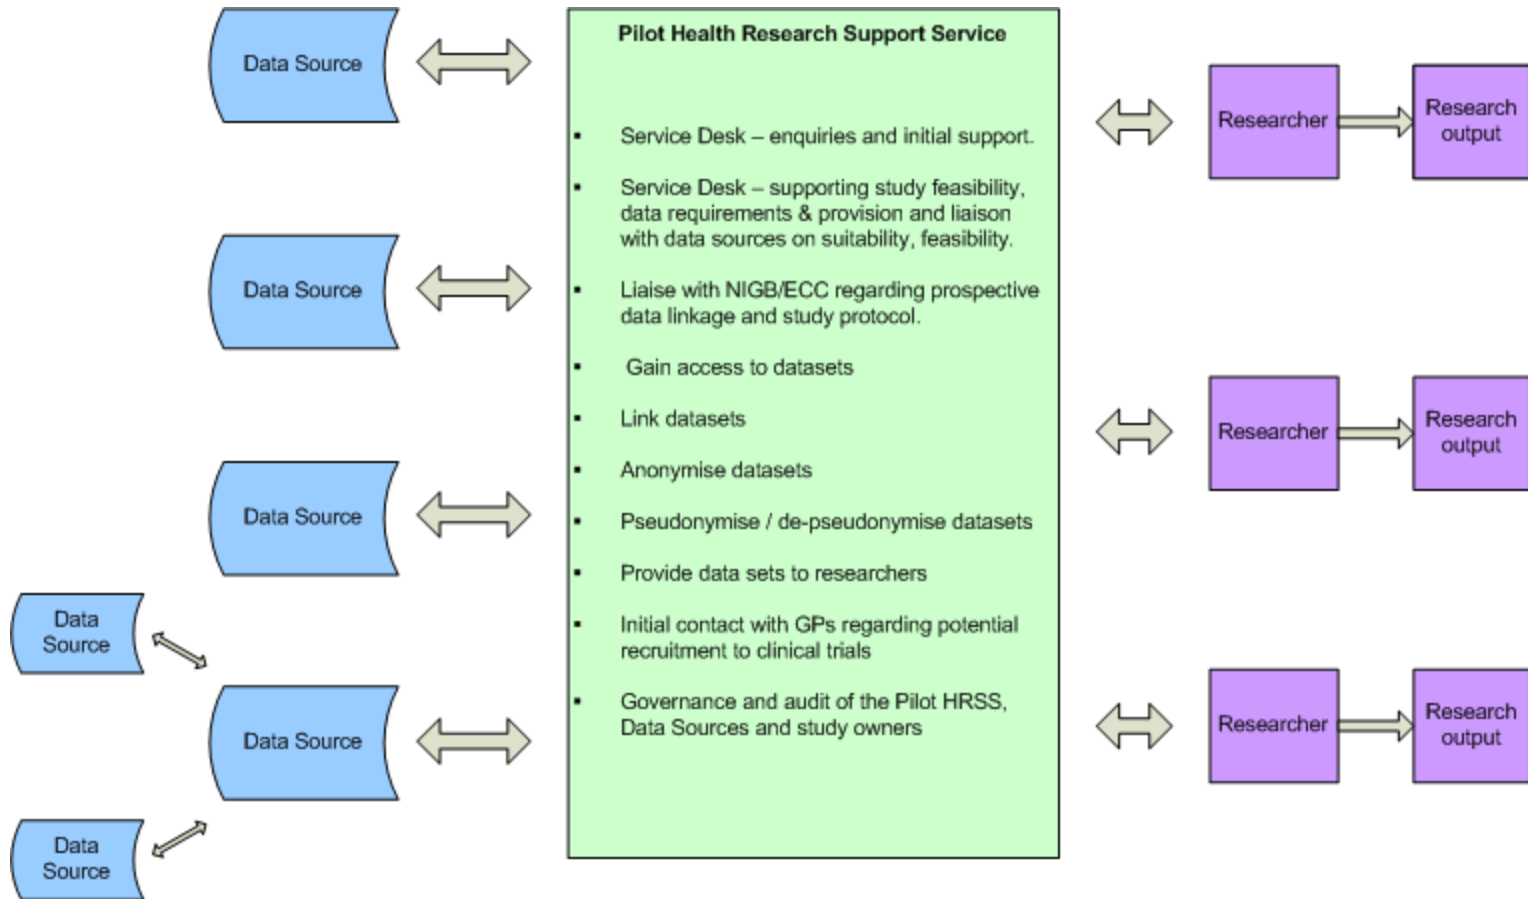 Data Source
Data Source
Data Source
Data
Source
Data Source
Data
Source
Pilot Health Research Support Service
▪ Service Desk – enquiries and initial support.
▪ Service Desk – supporting study feasibility,
data requirements & provision and liaison
with data sources on suitability, feasibility.
▪ Liaise with NIGB/ECC regarding prospective
data linkage and study protocol.
▪ Gain access to datasets
▪ Link datasets
▪ Anonymise datasets
▪ Pseudonymise / de-pseudonymise datasets
▪ Provide data sets to researchers
▪ Initial contact with GPs regarding potential
recruitment to clinical trials
▪ Governance and audit of the Pilot HRSS,
Data Sources and study owners
Researcher
Research
output
Researcher
Research
output
Researcher
Research
output